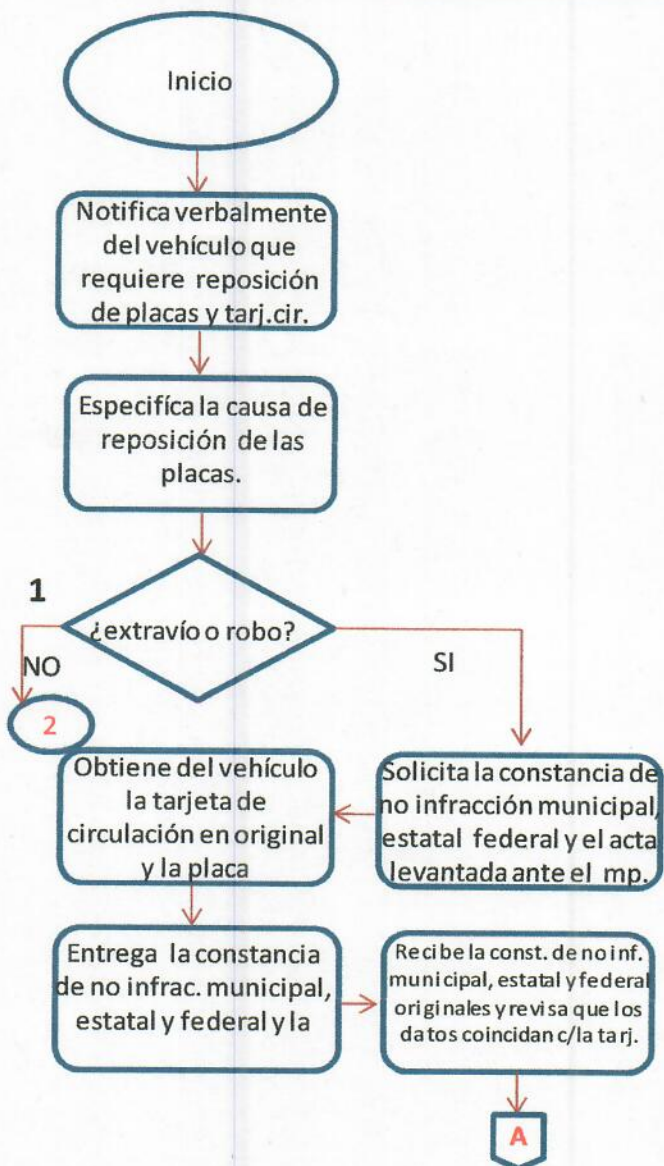 Inicio
Notifica verbalmente
del vehículo que
requiere reposición
de placas y tarj.cir.
Especifíca la causa de
reposición de las
placas.
1
¿extravío o robo?
NO
SI
2
Obtiene del vehículo
la tarjeta de
circulación en original
y la placa
Solicita la constancia de
no infracción municipal,
estatal federal y el acta
levantada ante el mp.
Entrega la constancia
de no infrac. municipal,
estatal y federal y la
Recibe la const. de no inf.
municipal, estatal y federal
originales y revisa que los
datos coincidan c/la tarj.
A